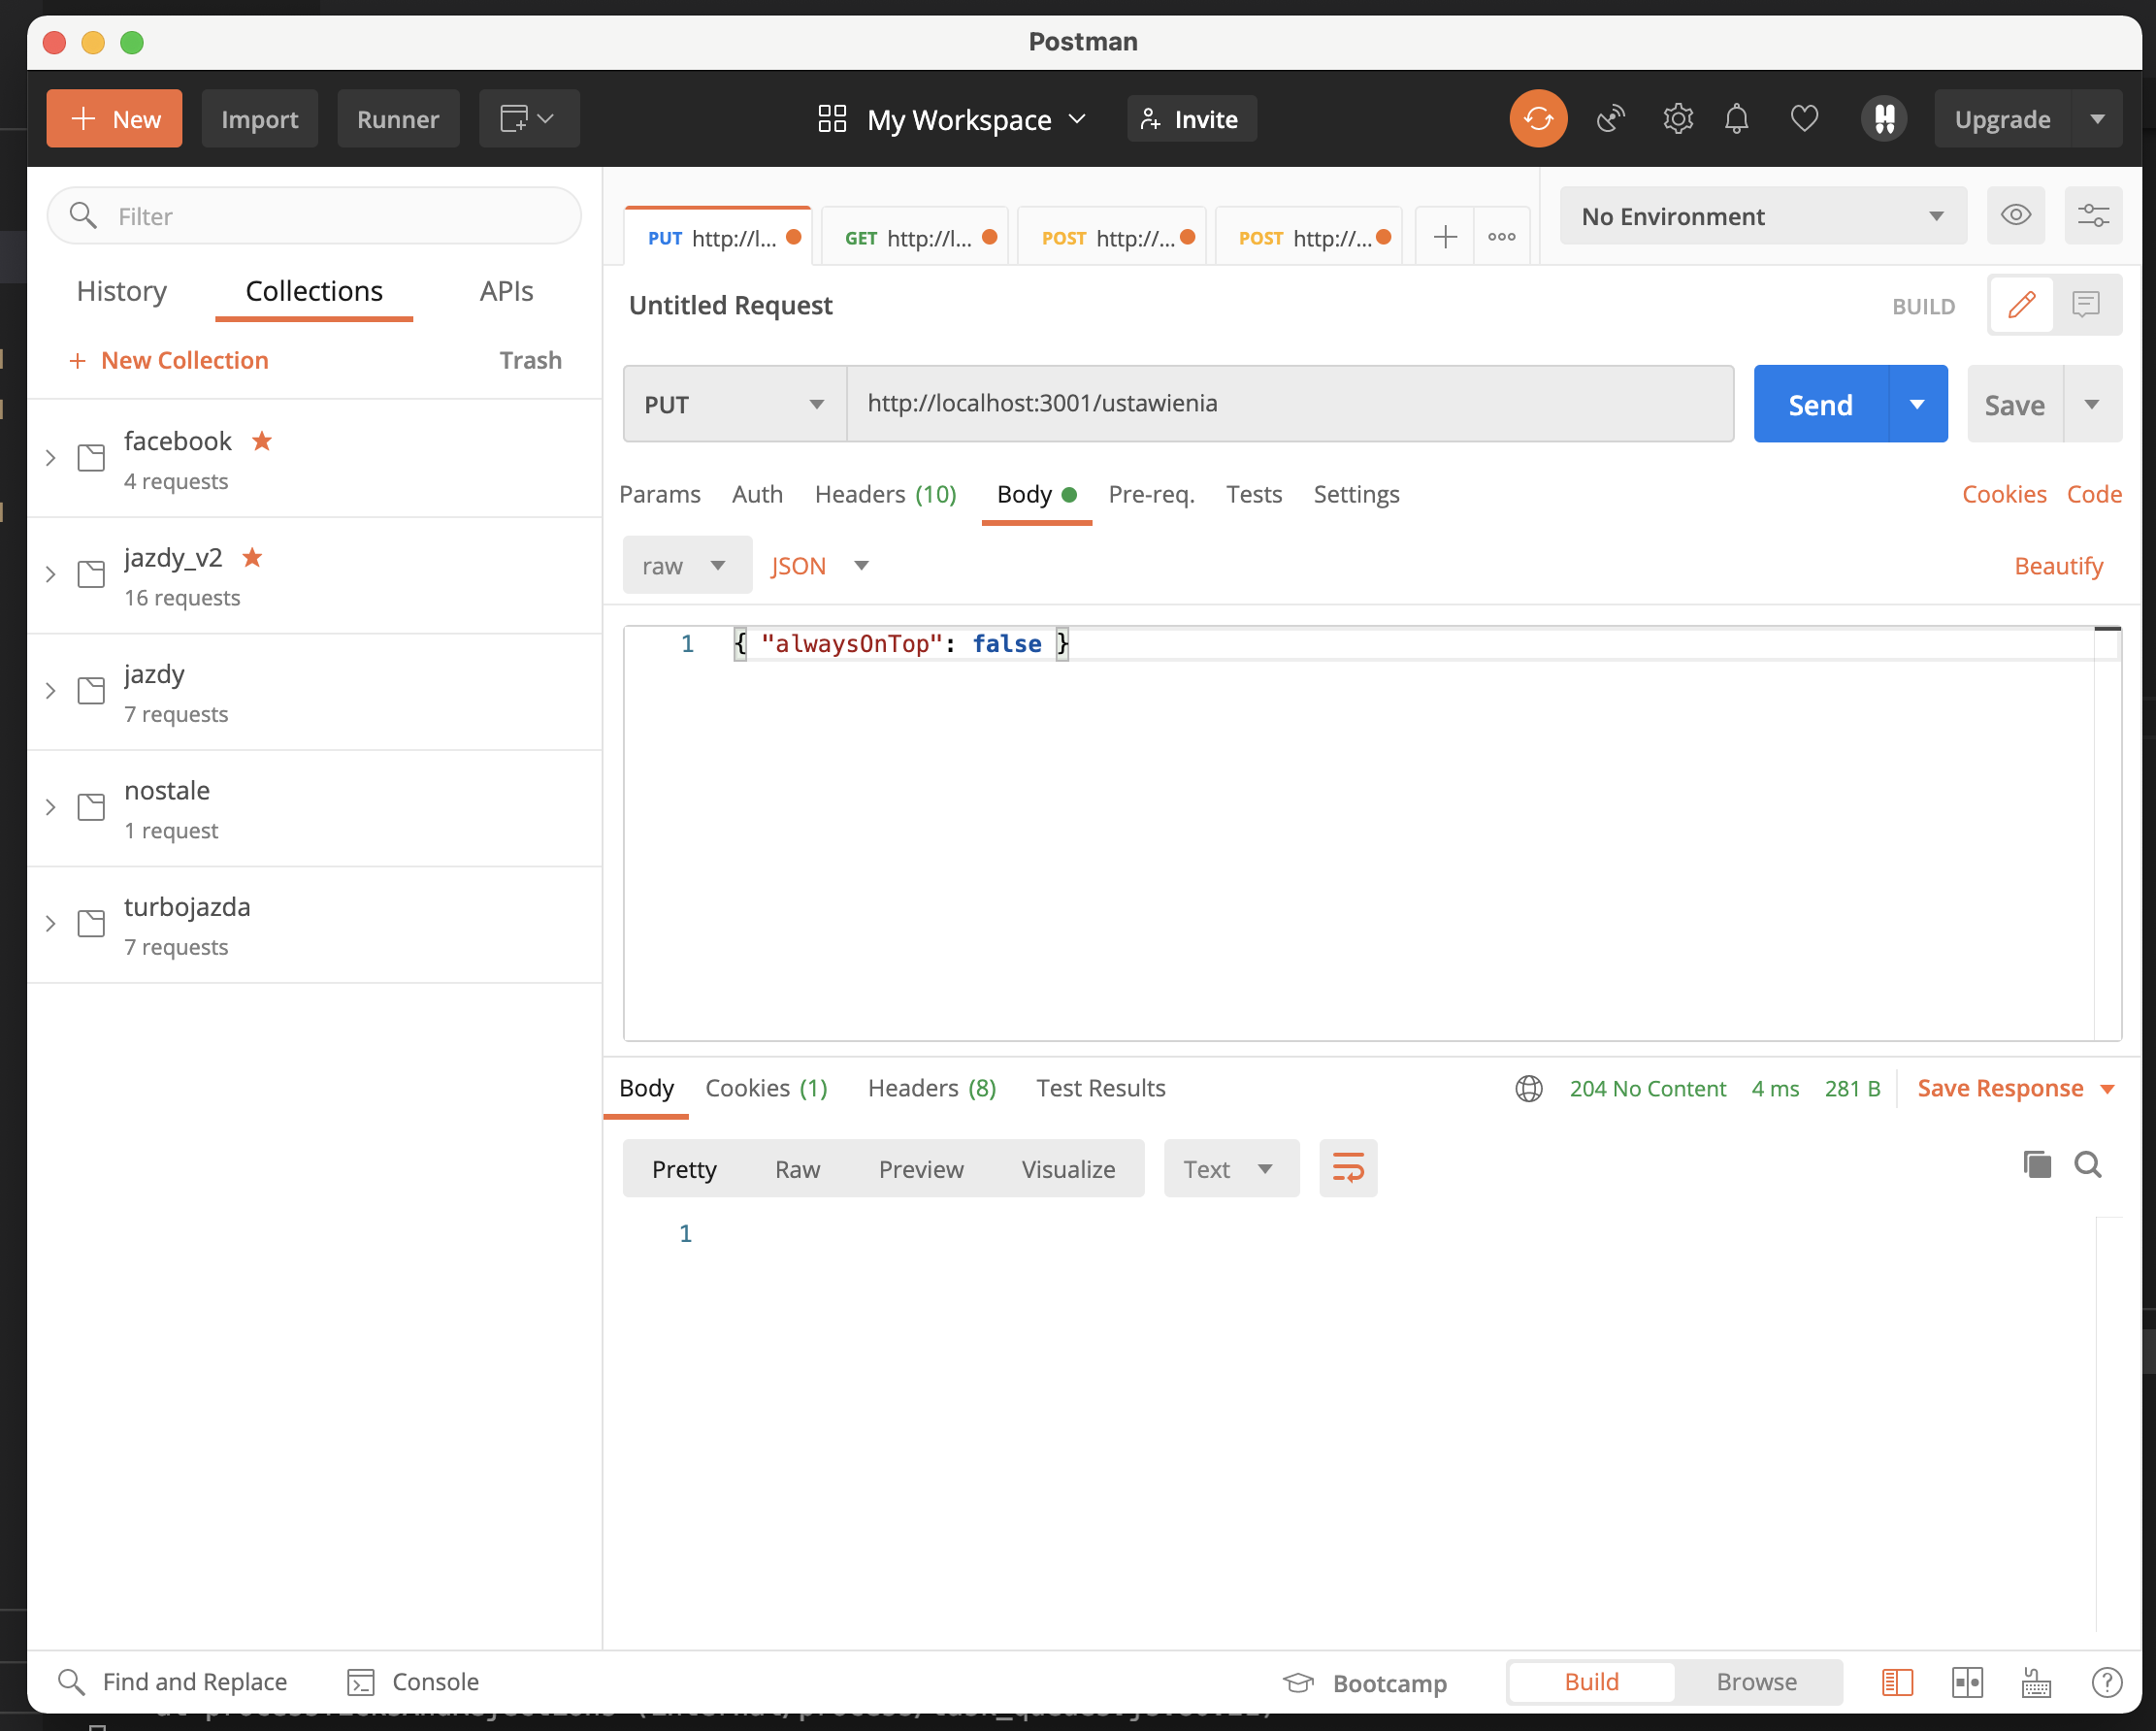 Postman
New
Import
Runner
My Workspace
Invite
Upgrade
Filter
History
Collections
APIs
+ New Collection
Trash
facebook
4 requests
jazdy_v2
16 requests
jazdy
7 requests
nostale
1 request
turbojazda
7 requests
PUT http://l...
GET http://l...
POST http://...
POST http://...
No Environment
Untitled Request
BUILD
PUT
http://localhost:3001/ustawienia
Send
Save
Params
Auth
Headers (10)
Body
Pre-req.
Tests
Settings
Cookies
Code
raw
JSON
Beautify
1 { "alwaysOnTop": false }
Body
Cookies (1)
Headers (8)
Test Results
204 No Content
4 ms
281 B
Save Response
Pretty
Raw
Preview
Visualize
Text
1
Find and Replace
Console
Bootcamp
Build
Browse